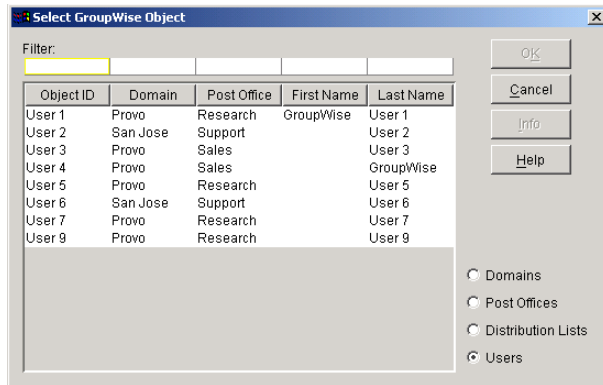 Select GroupWise Object
Filter:
OK
Cancel
Info
Help
Object ID Domain Post Office First Name Last Name
User 1 Provo Research GroupWise User 1
User 2 San Jose Support User 2
User 3 Provo Sales User 3
User 4 Provo Sales GroupWise
User 5 Provo Research User 5
User 6 San Jose Support User 6
User 7 Provo Research User 7
User 9 Provo Research User 9
Domains
Post Offices
Distribution Lists
Users